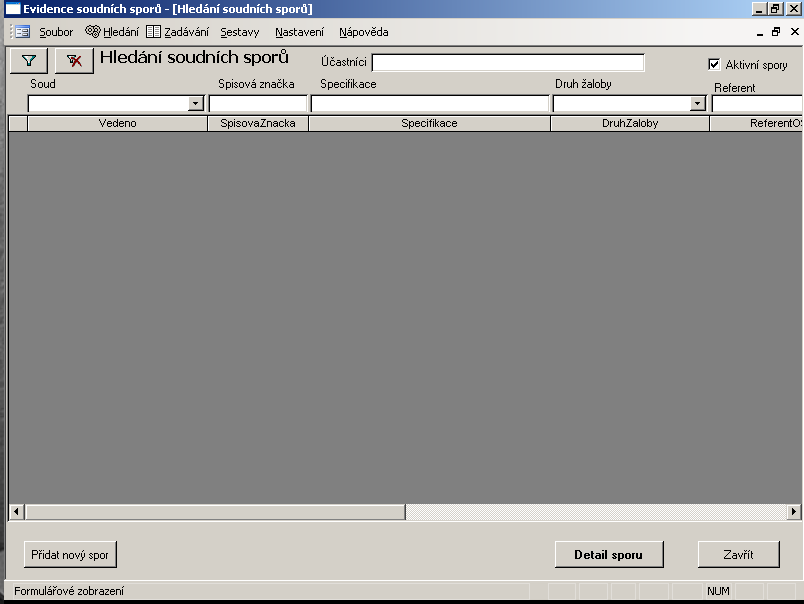 Evidence soudních sporů - [Hledání soudních sporů]
Soubor Hledání Zadávání Sestavy Nastavení Nápověda
Hledání soudních sporů
Účastníci
Aktivní spory
Soud Spisová značka Specifikace Druh žaloby Referent
Vedeno SpisovaZnacka Specifikace DruhZaloby ReferentOS
Přidat nový spor Detail sporu Zavřít
Formulářové zobrazení NUM